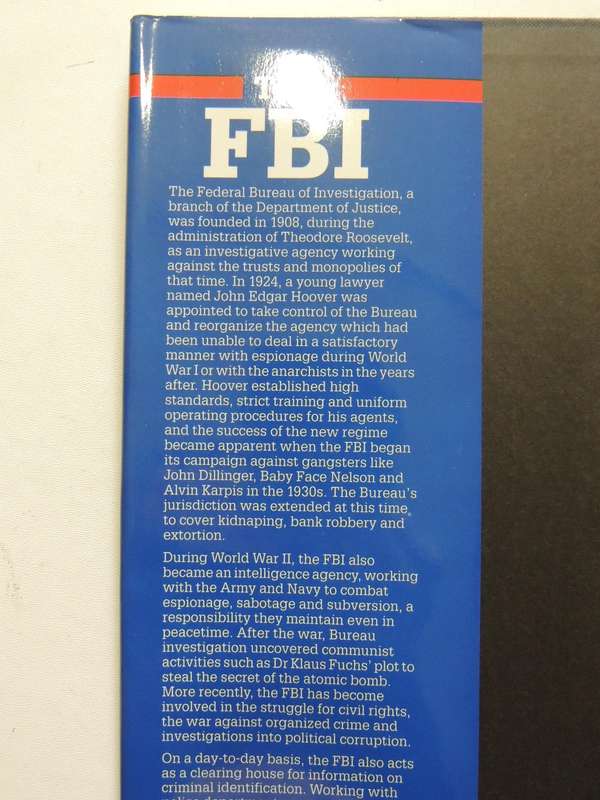 THE
FBI
The Federal Bureau of Investigation, a
branch of the Department of Justice,
was founded in 1908, during the
administration of Theodore Roosevelt,
as an investigative agency working
against the trusts and monopolies of
that time. In 1924, a young lawyer
named John Edgar Hoover was
appointed to take control of the Bureau
and reorganize the agency which had
been unable to deal in a satisfactory
manner with espionage during World
War I or with the anarchists in the years
after. Hoover established high
standards, strict training and uniform
operating procedures for his agents,
and the success of the new regime
became apparent when the FBI began
its campaign against gangsters like
John Dillinger, Baby Face Nelson and
Alvin Karpis in the 1930s. The Bureau's
jurisdiction was extended at this time,
to cover kidnaping, bank robbery and
extortion.
During World War II, the FBI also
became an intelligence agency, working
with the Army and Navy to combat
espionage, sabotage and subversion, a
responsibility they maintain even in
peacetime. After the war, Bureau
investigation uncovered communist
activities such as Dr Klaus Fuchs' plot to
steal the secret of the atomic bomb.
More recently, the FBI has become
involved in the struggle for civil rights,
the war against organized crime and
investigations into political corruption.
On a day-to-day basis, the FBI also acts
as a clearing house for information on
criminal identification. Working with